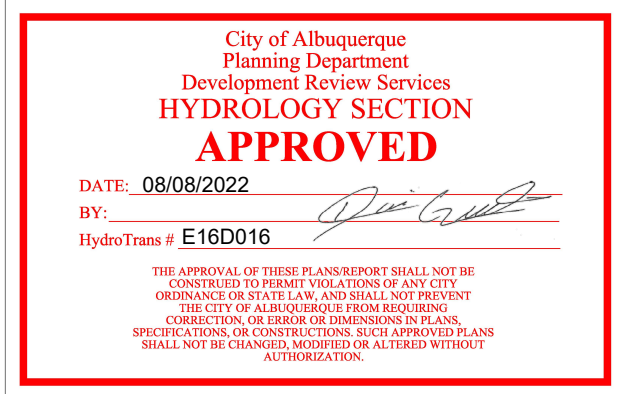 City of Albuquerque
Planning Department
Development Review Services
HYDROLOGY SECTION
APPROVED
DATE: 08/08/2022
BY:
HydroTrans # E16D016
THE APPROVAL OF THESE PLANS/REPORT SHALL NOT BE
CONSTRUED TO PERMIT VIOLATIONS OF ANY CITY
ORDINANCE OR STATE LAW, AND SHALL NOT PREVENT
THE CITY OF ALBUQUERQUE FROM REQUIRING
CORRECTION, OR ERROR OR DIMENSIONS IN PLANS,
SPECIFICATIONS, OR CONSTRUCTIONS. SUCH APPROVED PLANS
SHALL NOT BE CHANGED, MODIFIED OR ALTERED WITHOUT
AUTHORIZATION.